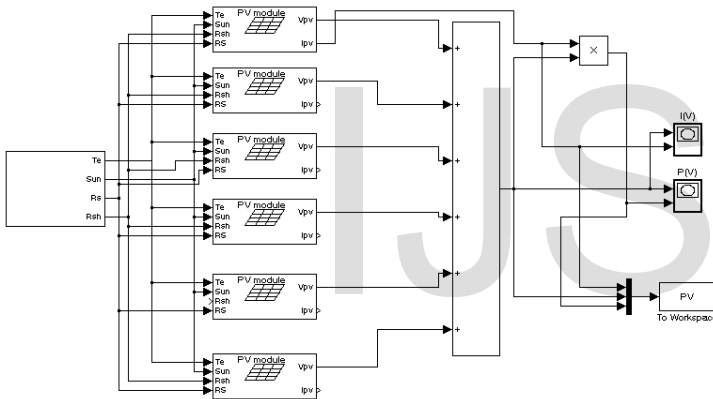 Te
Sun
Rs
Rsh
Te
Sun
Rsh
RS
PV module
Vpv
Ipv
Te
Sun
Rsh
RS
PV module
Vpv
Ipv
Te
Sun
Rsh
RS
PV module
Vpv
Ipv
Te
Sun
Rsh
RS
PV module
Vpv
Ipv
Te
Sun
Rsh
RS
PV module
Vpv
Ipv
Te
Sun
Rsh
RS
PV module
Vpv
Ipv
+
+
+
+
+
+
×
I(V)
P(V)
PV
To Workspace
IJS